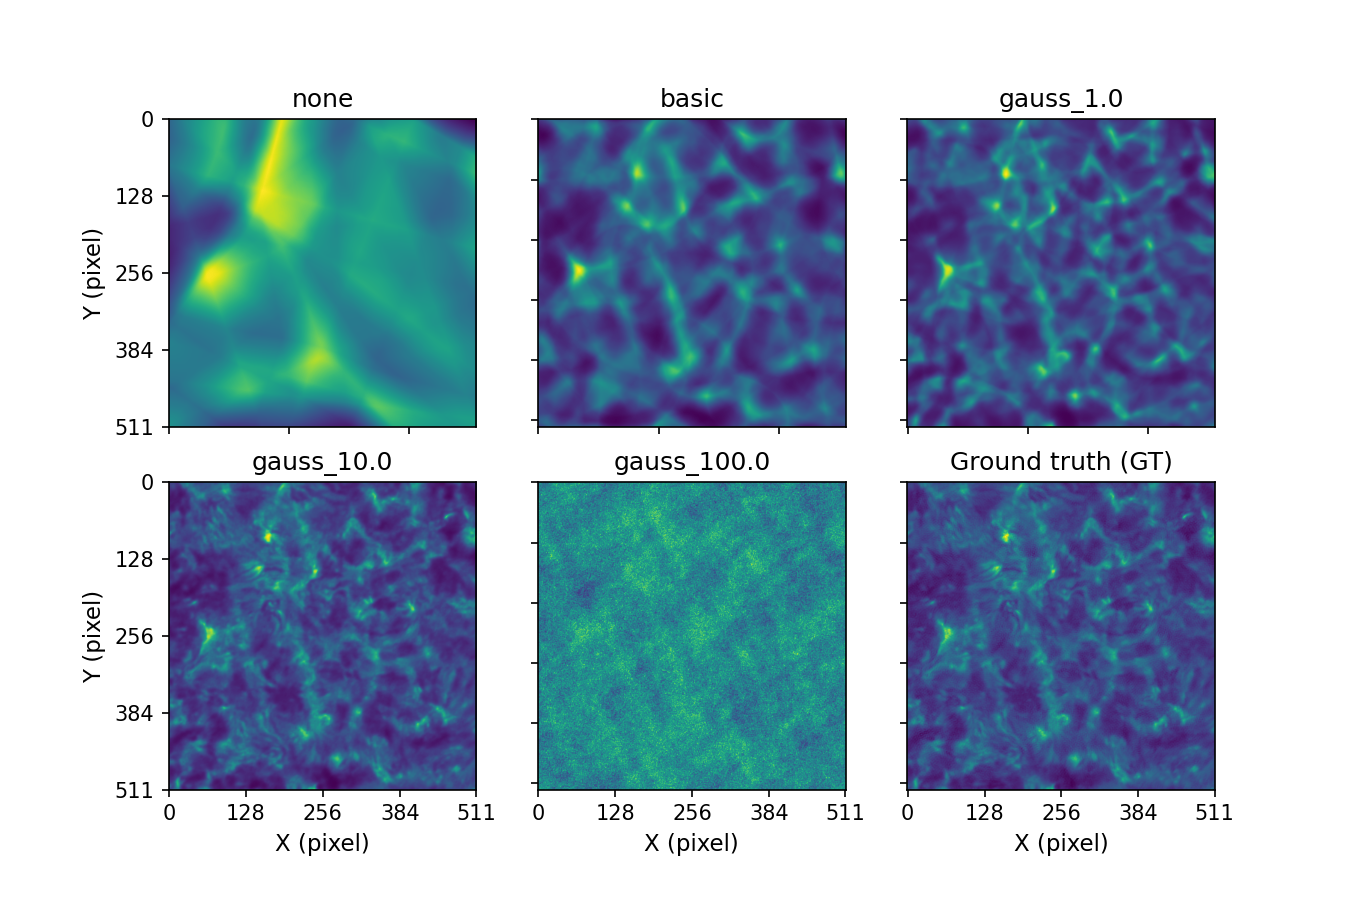 none basic gauss_1.0
0
128
256
384
511
Y (pixel)
gauss_10.0 gauss_100.0 Ground truth (GT)
0
128
256
384
511
Y (pixel)
0 128 256 384 511 0 128 256 384 511 0 128 256 384 511
X (pixel) X (pixel) X (pixel)